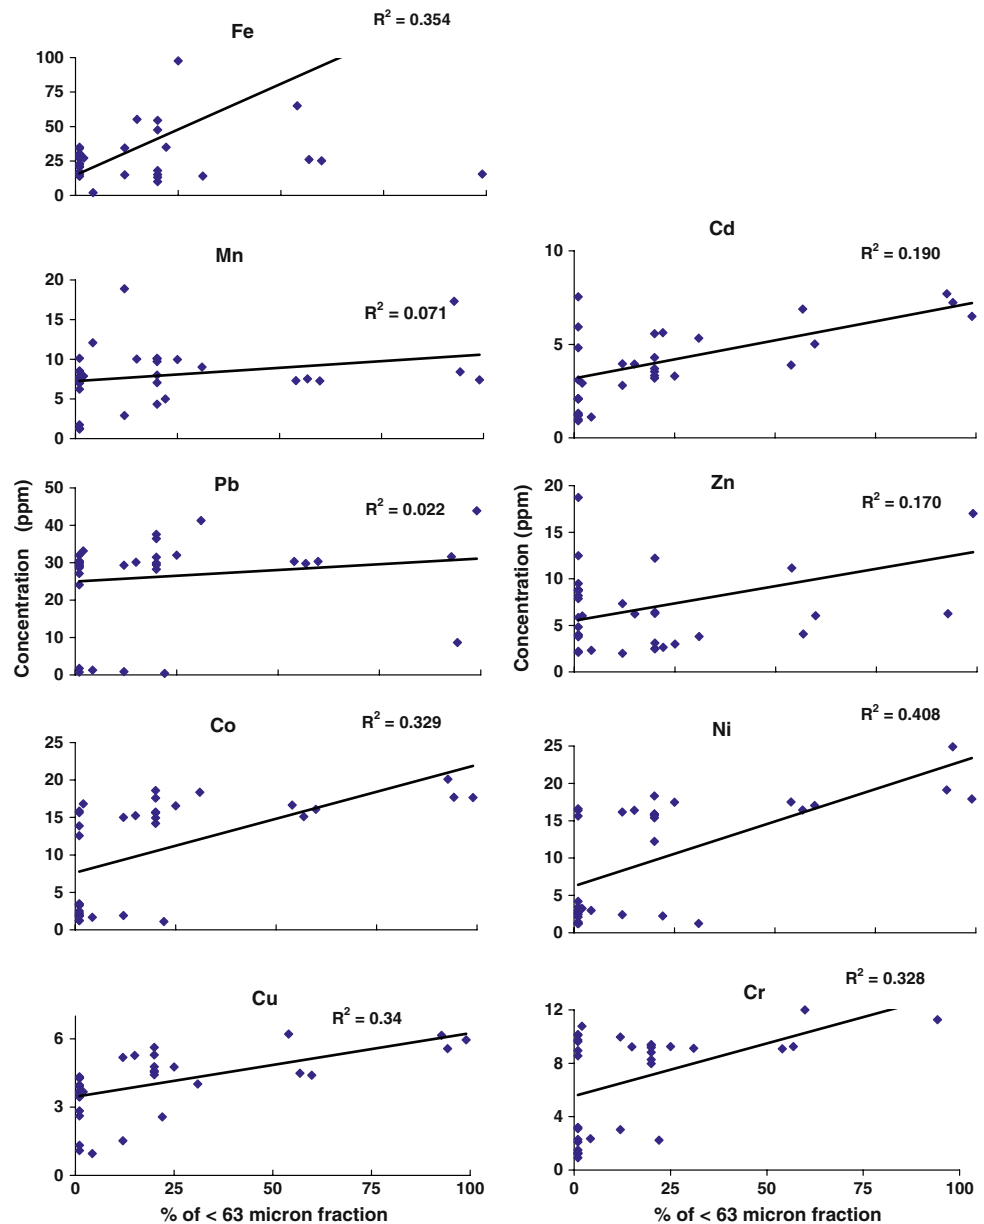 Fe
R² = 0.354
100
75
50
25
0
Mn
R² = 0.071
20
15
10
5
0
Cd
R² = 0.190
10
5
0
Pb
R² = 0.022
50
40
30
20
10
0
Concentration (ppm)
Zn
R² = 0.170
20
15
10
5
0
Concentration (ppm)
Co
R² = 0.329
25
20
15
10
5
0
Ni
R² = 0.408
25
20
15
10
5
0
Cu
R² = 0.34
6
3
0
0 25 50 75 100
% of < 63 micron fraction
Cr
R² = 0.328
12
8
4
0
0 25 50 75 100
% of < 63 micron fraction